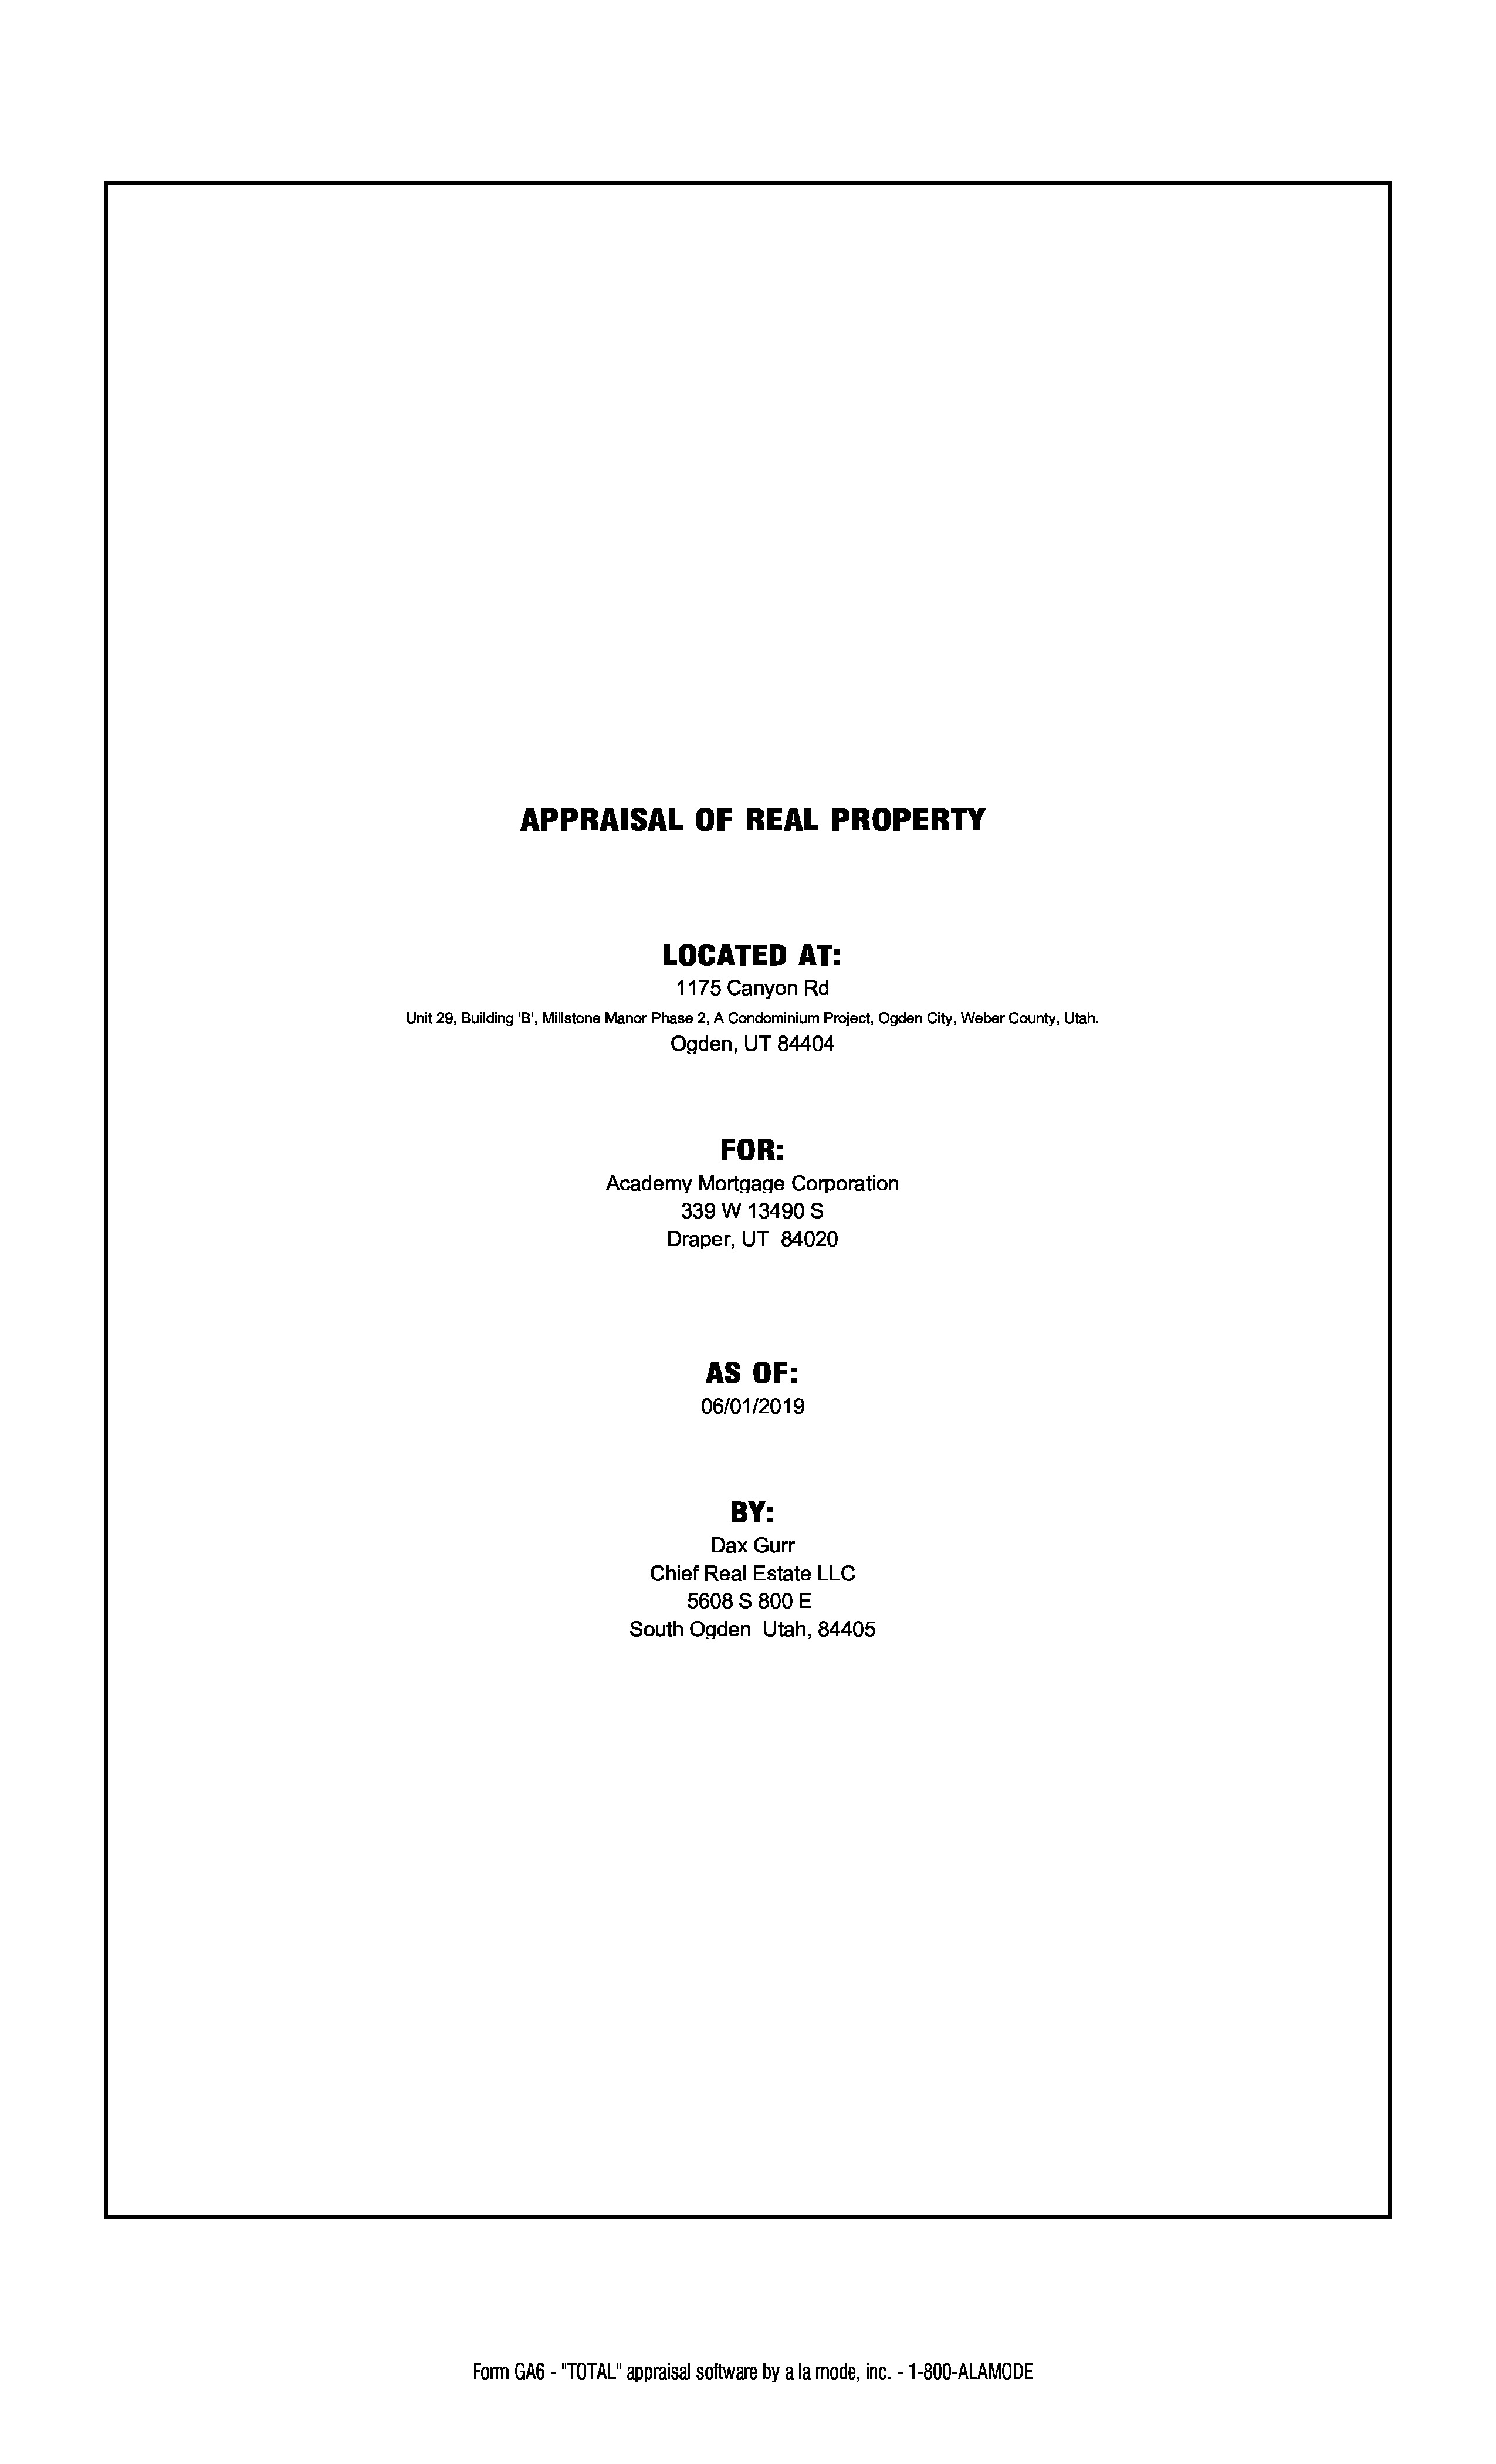 APPRAISAL OF REAL PROPERTY
LOCATED AT:
1175 Canyon Rd
Unit 29, Building 'B', Millstone Manor Phase 2, A Condominium Project, Ogden City, Weber County, Utah.
Ogden, UT 84404
FOR:
Academy Mortgage Corporation
339 W 13490 S
Draper, UT  84020
AS OF:
06/01/2019
BY:
Dax Gurr
Chief Real Estate LLC
5608 S 800 E
South Ogden  Utah, 84405
Form GA6 - "TOTAL" appraisal software by a la mode, inc. - 1-800-ALAMODE